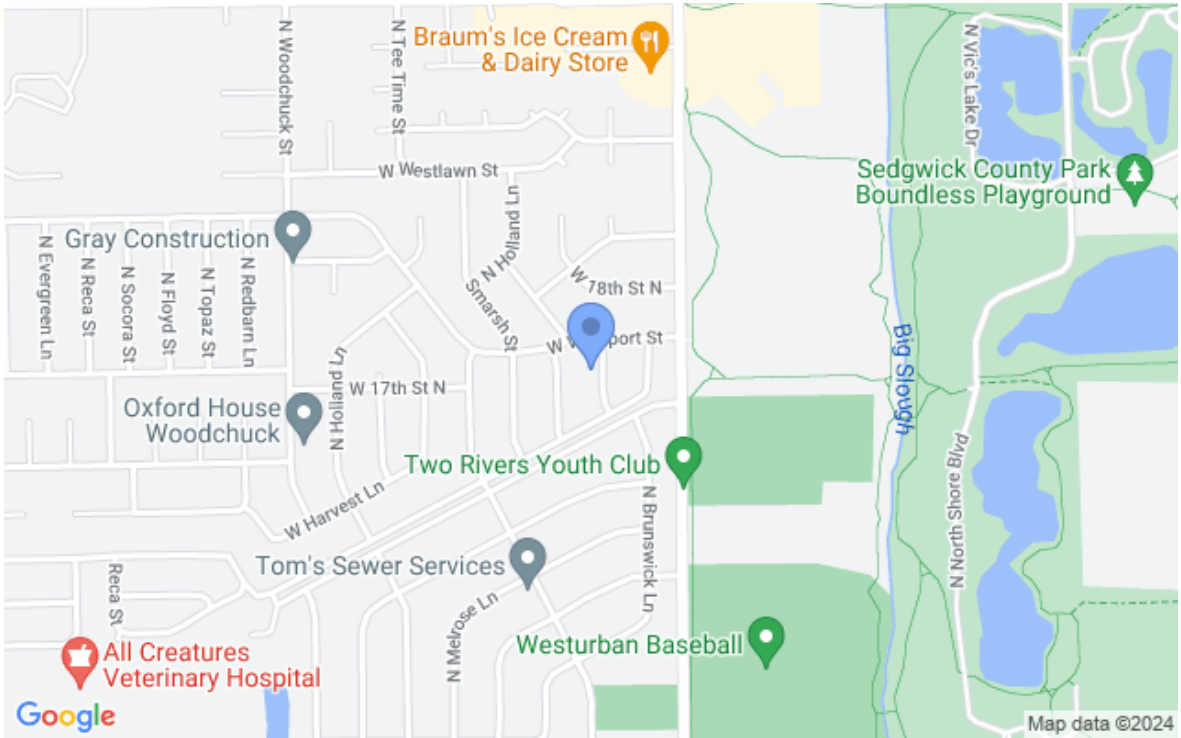 N Woodchuck St
N Tee Time St
Braum's Ice Cream
& Dairy Store
N Vic's Lake Dr
W Westlawn St
Sedgwick County Park
Boundless Playground
N Holland Ln
Gray Construction
N Evergreen Ln
N Reca St
N Socora St
N Floyd St
N Topaz St
N Redbarn Ln
W 78th St N
Smarsh St
W port St
Big Slough
N Holland Ln
W 17th St N
Oxford House
Woodchuck
Two Rivers Youth Club
W Harvest Ln
N Brunswick Ln
N North Shore Blvd
Tom's Sewer Services
Reca St
N Melrose Ln
Westurban Baseball
All Creatures
Veterinary Hospital
Google
Map data ©2024